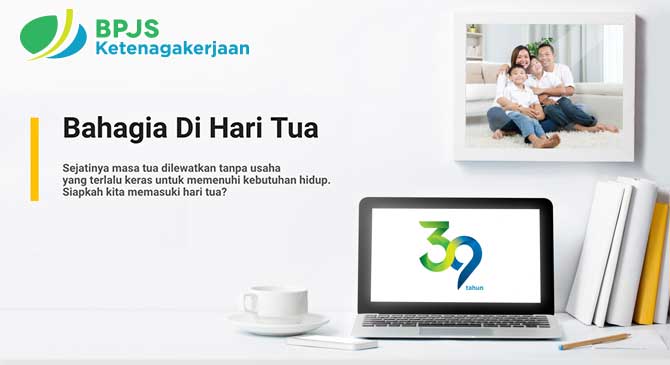 BPJS
Ketenagakerjaan
Bahagia Di Hari Tua
Sejatinya masa tua dilewatkan tanpa usaha
yang terlalu keras untuk memenuhi kebutuhan hidup.
Siapkah kita memasuki hari tua?
39
tahun